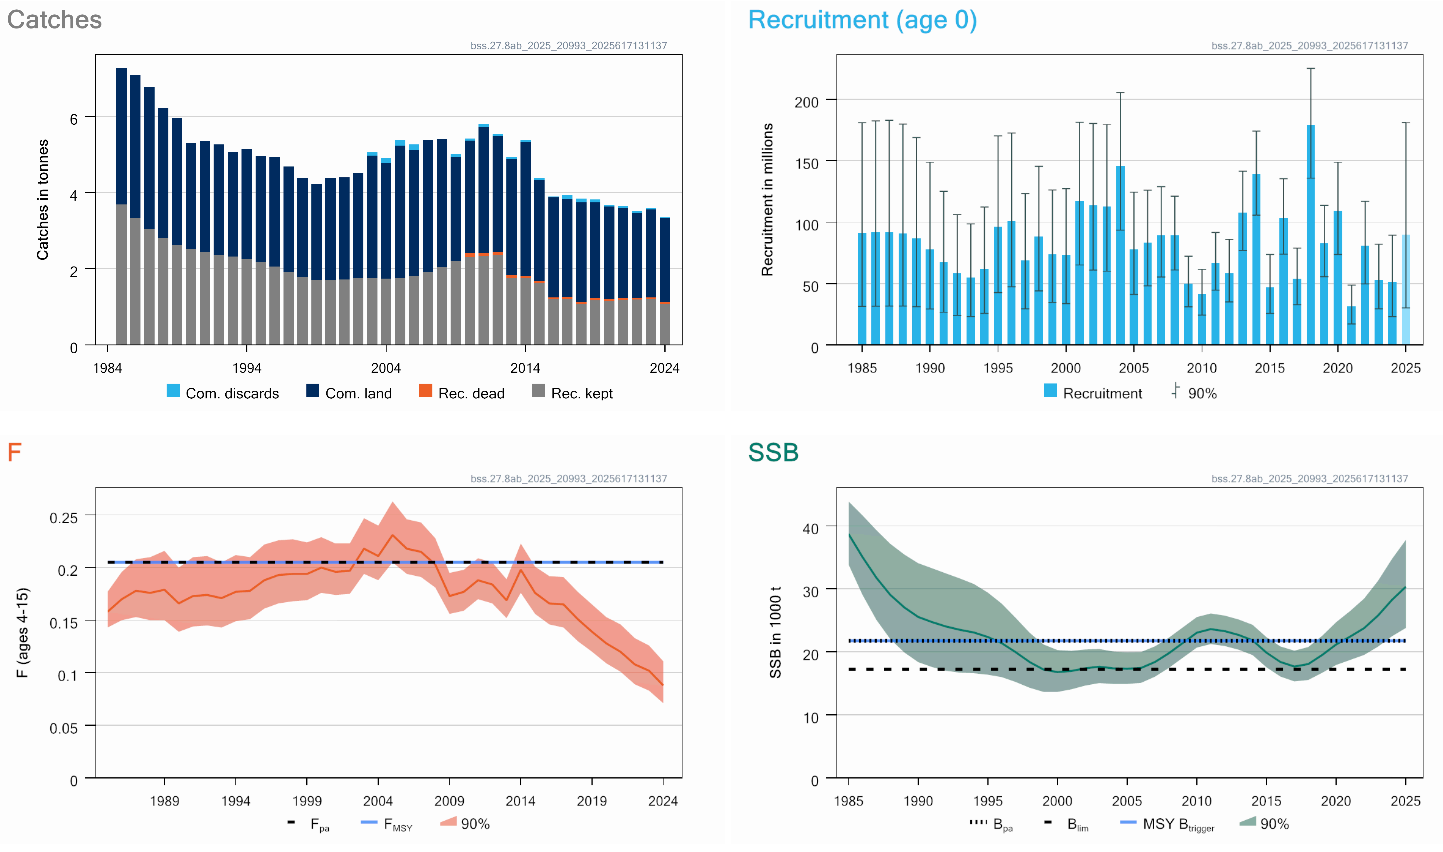 Catches
bss.27.8ab_2025_20993_2025617131137
Catches in tonnes
6
4
2
0
1984 1994 2004 2014 2024
Com. discards Com. land Rec. dead Rec. kept
Recruitment (age 0)
bss.27.8ab_2025_20993_2025617131137
Recruitment in millions
200
150
100
50
0
1985 1990 1995 2000 2005 2010 2015 2020 2025
Recruitment 90%
F
bss.27.8ab_2025_20993_2025617131137
F (ages 4-15)
0.25
0.2
0.15
0.1
0.05
0
1989 1994 1999 2004 2009 2014 2019 2024
Fpa FMSY 90%
SSB
bss.27.8ab_2025_20993_2025617131137
SSB in 1000 t
40
30
20
10
0
1985 1990 1995 2000 2005 2010 2015 2020 2025
Bpa Blim MSY Btrigger 90%